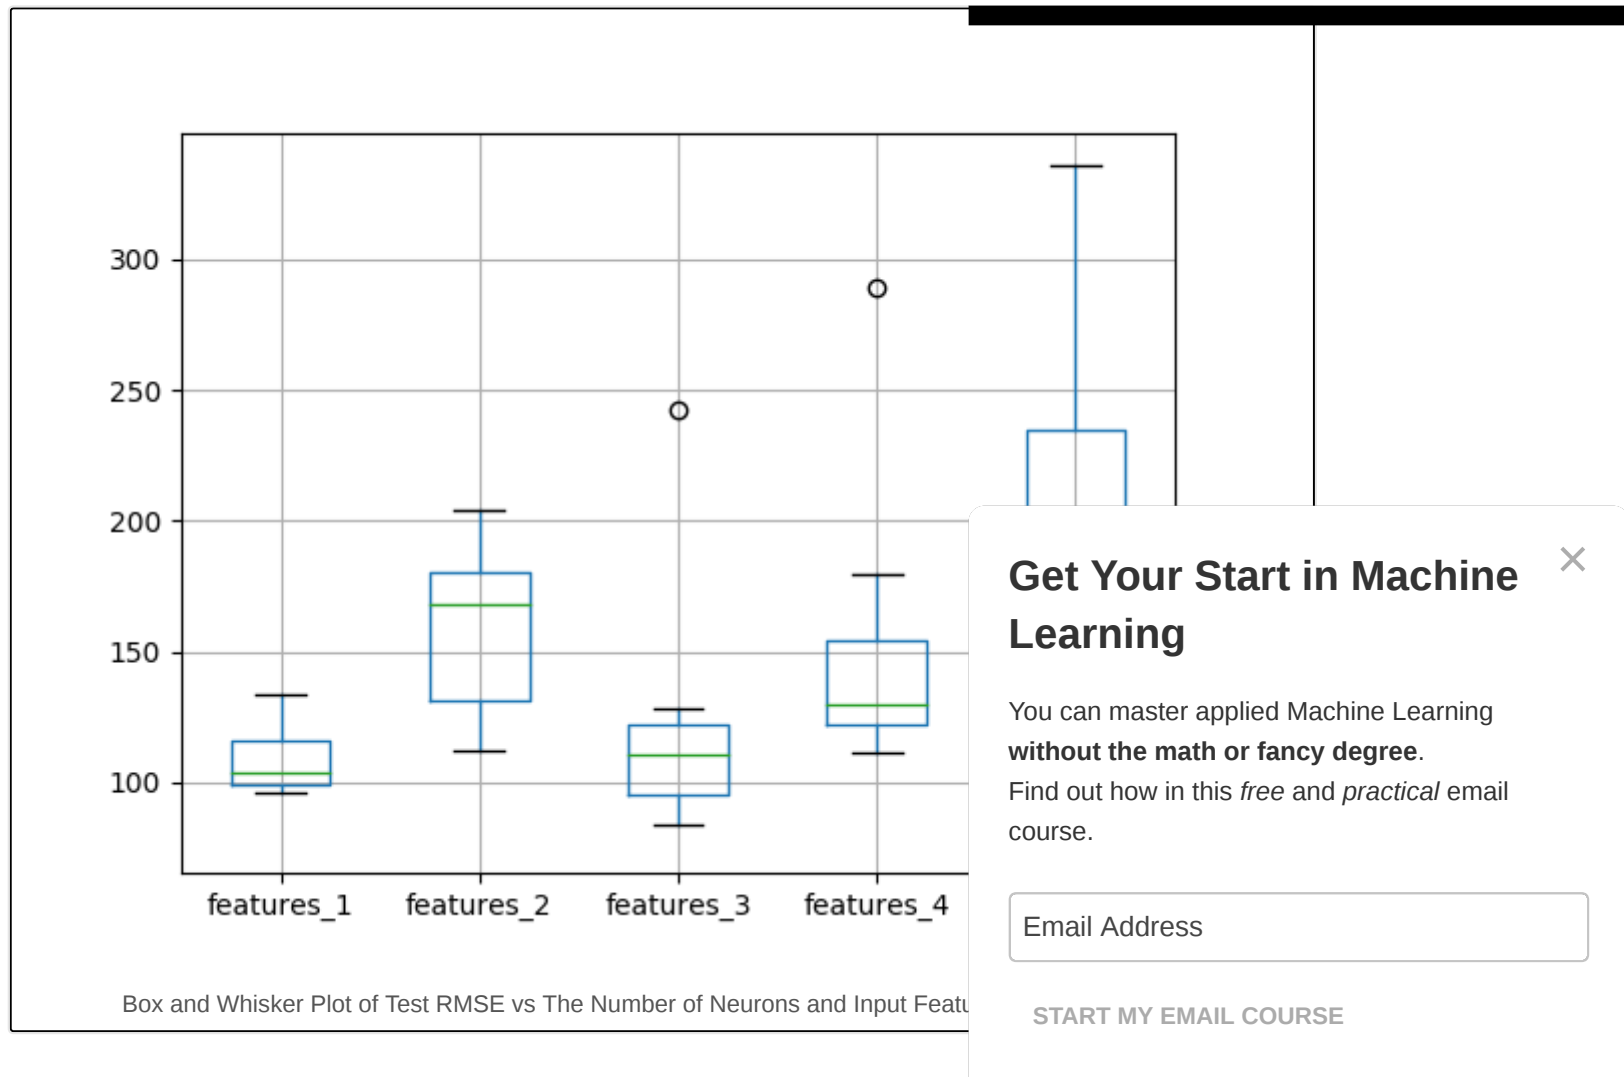 300
250
200
150
100
features_1 features_2 features_3 features_4
Box and Whisker Plot of Test RMSE vs The Number of Neurons and Input
Get Your Start in Machine
Learning
You can master applied Machine Learning
without the math or fancy degree.
Find out how in this free and practical email
course.
Email Address
START MY EMAIL COURSE